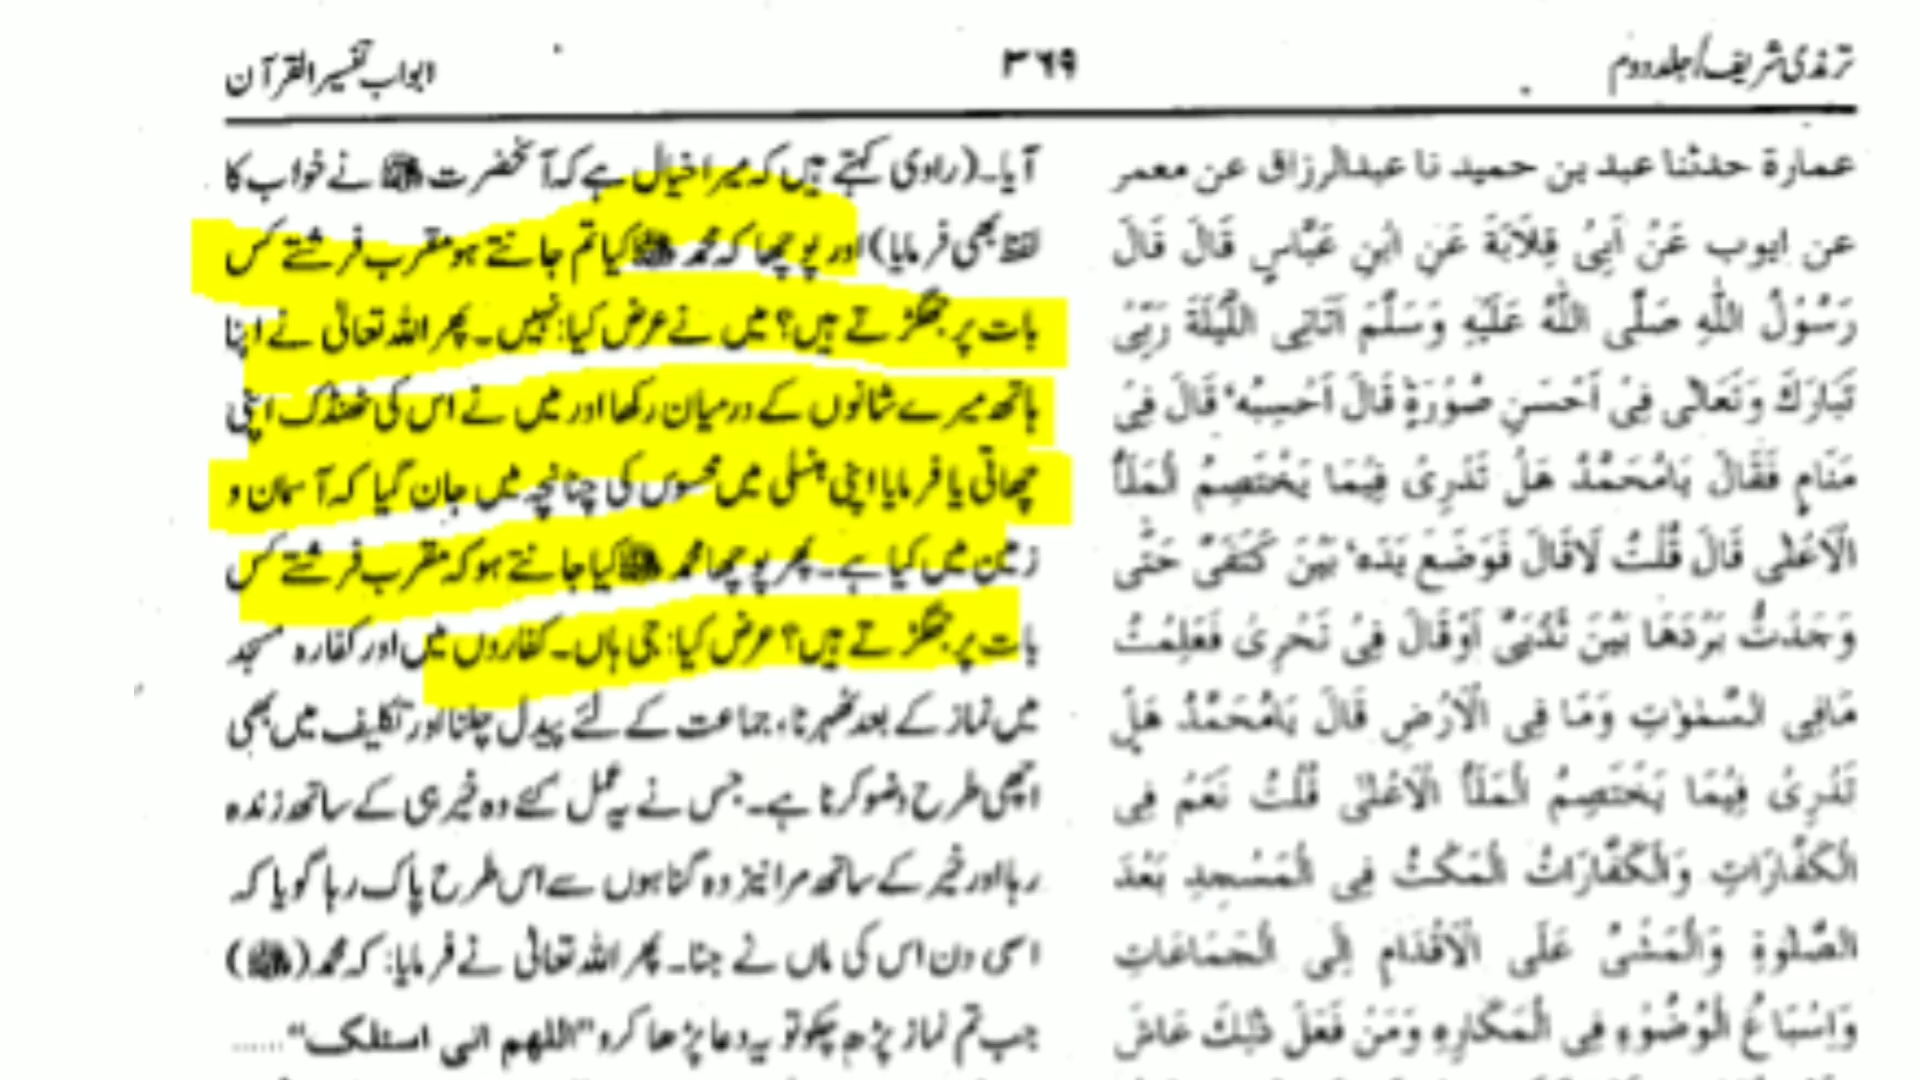 ترمذی شریف/جلد دوم
۳۶۹
ابواب تفسیر القرآن
عمارة حدثنا عبد بن حميد نا عبدالرزاق عن معمر
عن ايوب عَنْ اَبِىْ قِلَابَةَ عَنِ ابْنِ عَبَّاسٍ قَالَ قَالَ
رَسُوْلُ اللّٰهِ صَلَّى اللّٰهُ عَلَيْهِ وَسَلَّمَ اَتَانِى اللَّيْلَةَ رَبِّىْ
تَبَارَكَ وَتَعَالٰى فِىْ اَحْسَنِ صُوْرَةٍ قَالَ اَحْسِبُه' قَالَ فِىْ
مَنَامٍ فَقَالَ يَامُحَمَّدُ هَلْ تَدْرِىْ فِيْمَا يَخْتَصِمُ الْمَلَأُ
الْاَعْلٰى قَالَ قُلْتُ لَاقَالَ فَوَضَعَ يَدَه' بَيْنَ كَتَفَىَّ حَتّٰى
وَجَدْتُّ بَرْدَهَا بَيْنَ ثَدْيَىَّ اَوْقَالَ فِىْ نَحْرِىْ فَعَلِمْتُ
مَافِى السَّمٰوٰتِ وَمَا فِى الْاَرْضِ قَالَ يَامُحَمَّدُ هَلْ
تَدْرِىْ فِيْمَا يَخْتَصِمُ الْمَلَأُ الْاَعْلٰى قُلْتُ نَعَمْ فِى
الْكَفَّارَاتِ وَالْكَفَّارَاتُ الْمَكْثُ فِى الْمَسْجِدِ بَعْدَ
الصَّلٰوةِ وَالْمَشْىُ عَلَى الْاَقْدَامِ اِلَى الْجَمَاعَاتِ
وَاِسْبَاغُ الْوُضُوْءِ فِى الْمَكَارِهِ وَمَنْ فَعَلَ ذٰلِكَ عَاشَ
آیا۔(راوی کہتے ہیں کہ میرا خیال ہے کہ آنحضرت ﷺ نے خواب کا
لفظ بھی فرمایا) اور پوچھا کہ محمد ﷺ کیا تم جانتے ہو مقرب فرشتے کس
بات پر جھگڑتے ہیں؟ میں نے عرض کیا: نہیں۔ پھر اللہ تعالیٰ نے اپنا
ہاتھ میرے شانوں کے درمیان رکھا اور میں نے اس کی ٹھنڈک اپنی
چھاتی یا فرمایا اپنی ہنسلی میں محسوس کی چنانچہ میں جان گیا کہ آسمان و
زمین میں کیا ہے۔ پھر پوچھا محمد ﷺ کیا جانتے ہو کہ مقرب فرشتے کس
بات پر جھگڑتے ہیں؟ عرض کیا: جی ہاں۔ کفاروں میں اور کفارہ مسجد
میں نماز کے بعد ٹھہرنا، جماعت کے لئے پیدل چلنا اور تکلیف میں بھی
اچھی طرح وضو کرنا ہے۔ جس نے یہ عمل کئے وہ خیر ہی کے ساتھ زندہ
رہا اور خیر کے ساتھ مرا نیز وہ گناہوں سے اس طرح پاک رہا گویا کہ
اسی دن اس کی ماں نے جنا۔ پھر اللہ تعالیٰ نے فرمایا: کہ محمد (ﷺ)
جب تم نماز پڑھ چکو تو یہ دعا پڑھا کرو "اللهم انی اسئلک"......